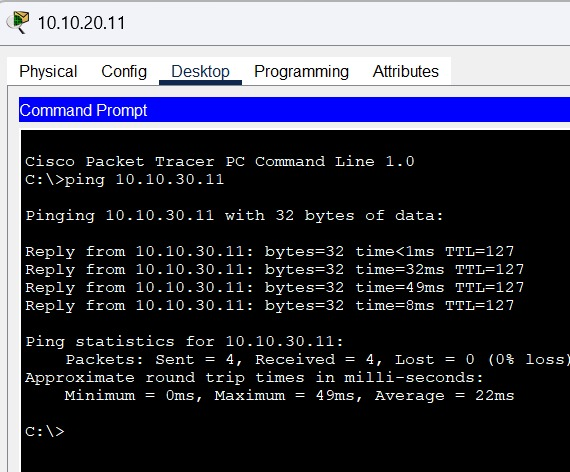 10.10.20.11
Physical Config Desktop Programming Attributes
Command Prompt
Cisco Packet Tracer PC Command Line 1.0
C:\>ping 10.10.30.11
Pinging 10.10.30.11 with 32 bytes of data:
Reply from 10.10.30.11: bytes=32 time<1ms TTL=127
Reply from 10.10.30.11: bytes=32 time=32ms TTL=127
Reply from 10.10.30.11: bytes=32 time=49ms TTL=127
Reply from 10.10.30.11: bytes=32 time=8ms TTL=127
Ping statistics for 10.10.30.11:
Packets: Sent = 4, Received = 4, Lost = 0 (0% loss)
Approximate round trip times in milli-seconds:
Minimum = 0ms, Maximum = 49ms, Average = 22ms
C:\>